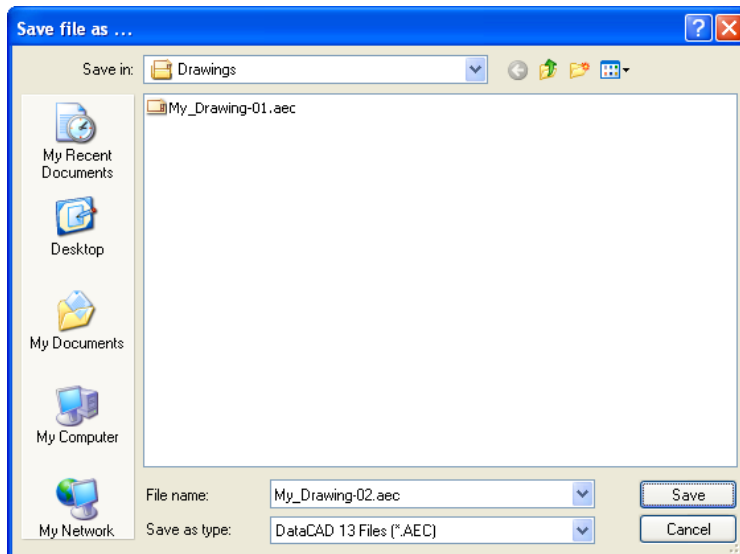 Save file as ...
Save in: Drawings
My_Drawing-01.aec
My Recent
Documents
Desktop
My Documents
My Computer
My Network
File name: My_Drawing-02.aec Save
Save as type: DataCAD 13 Files (*.AEC) Cancel